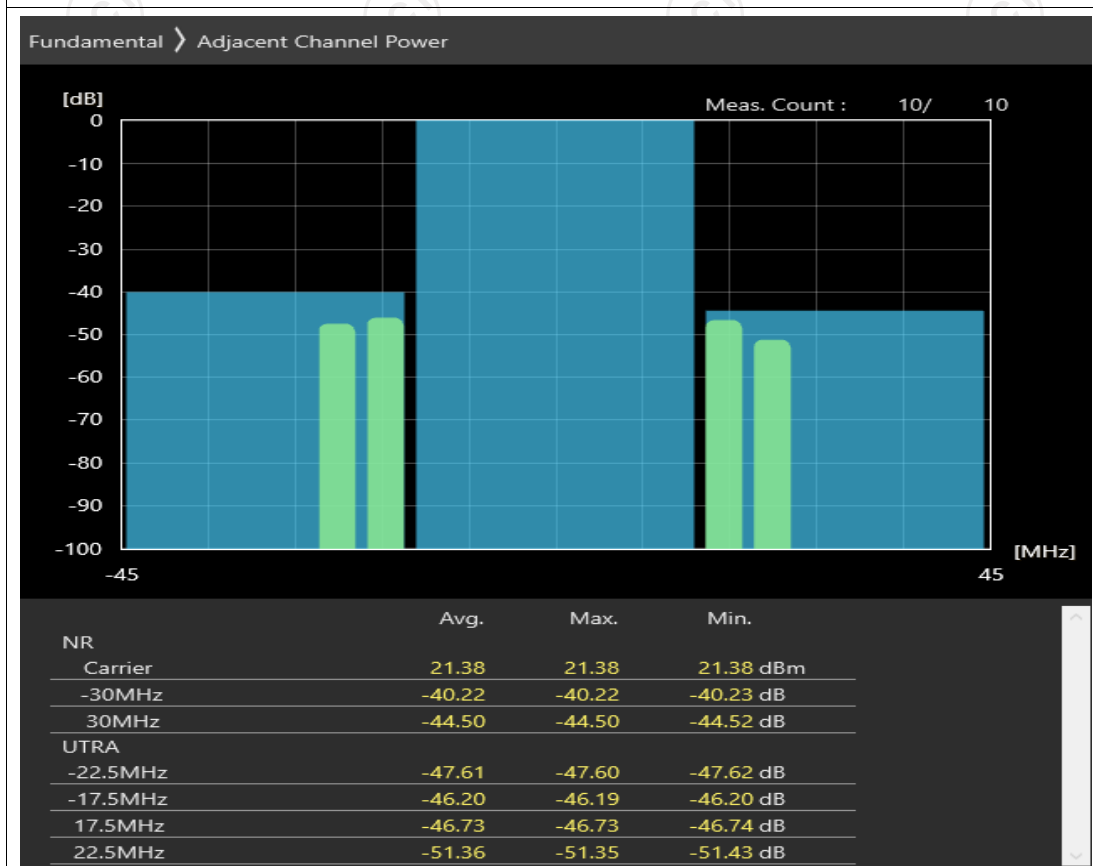 Fundamental ❯ Adjacent Channel Power
[dB]
Meas. Count : 10/ 10
0
-10
-20
-30
-40
-50
-60
-70
-80
-90
-100
[MHz]
-45 45
Avg. Max. Min.
NR
Carrier 21.38 21.38 21.38 dBm
-30MHz -40.22 -40.22 -40.23 dB
30MHz -44.50 -44.50 -44.52 dB
UTRA
-22.5MHz -47.61 -47.60 -47.62 dB
-17.5MHz -46.20 -46.19 -46.20 dB
17.5MHz -46.73 -46.73 -46.74 dB
22.5MHz -51.36 -51.35 -51.43 dB